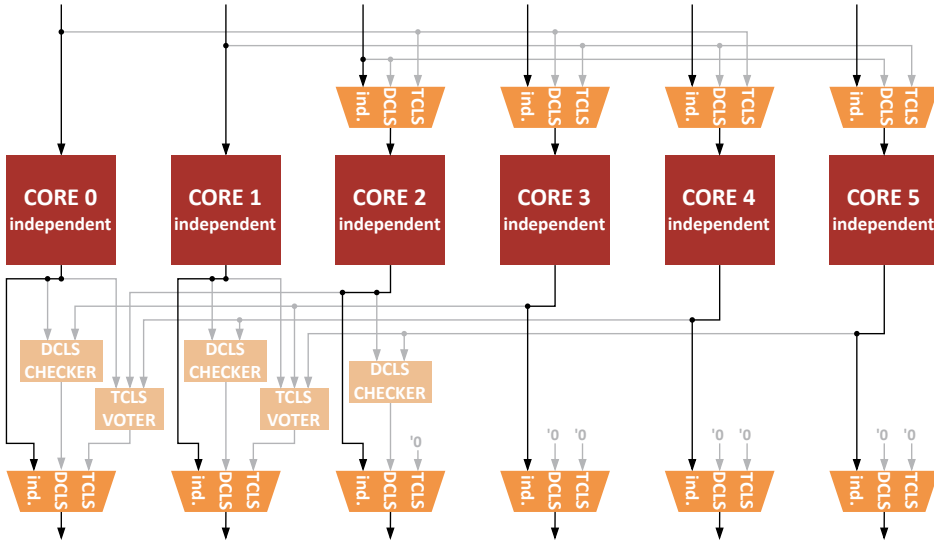 ind.
DCLS
TCLS
ind.
DCLS
TCLS
ind.
DCLS
TCLS
ind.
DCLS
TCLS
CORE 0
independent
CORE 1
independent
CORE 2
independent
CORE 3
independent
CORE 4
independent
CORE 5
independent
DCLS
CHECKER
DCLS
CHECKER
DCLS
CHECKER
TCLS
VOTER
TCLS
VOTER
'0
'0
'0
'0
'0
'0
'0
ind.
DCLS
TCLS
ind.
DCLS
TCLS
ind.
DCLS
TCLS
ind.
DCLS
TCLS
ind.
DCLS
TCLS
ind.
DCLS
TCLS